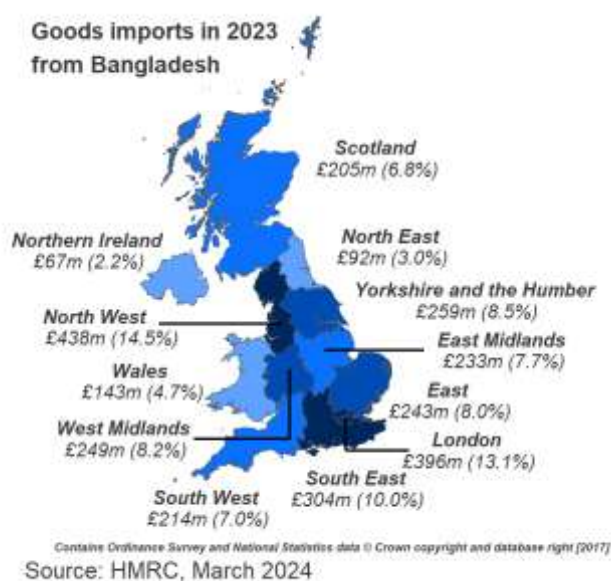 Goods imports in 2023
from Bangladesh
Scotland
£205m (6.8%)
Northern Ireland
£67m (2.2%)
North East
£92m (3.0%)
Yorkshire and the Humber
£259m (8.5%)
North West
£438m (14.5%)
East Midlands
£233m (7.7%)
Wales
£143m (4.7%)
East
£243m (8.0%)
West Midlands
£249m (8.2%)
London
£396m (13.1%)
South East
£304m (10.0%)
South West
£214m (7.0%)
Contains Ordinance Survey and National Statistics data © Crown copyright and database right [2017]
Source: HMRC, March 2024